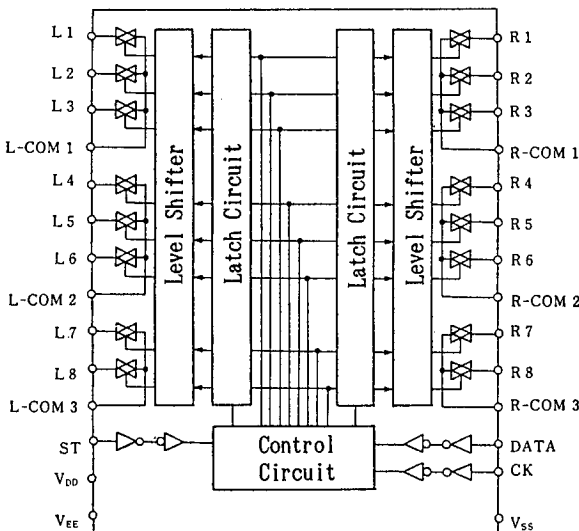 L1
L2
L3
L-COM 1
L4
L5
L6
L-COM 2
L7
L8
L-COM 3
ST
VDD
VEE
Level Shifter
Latch Circuit
Latch Circuit
Level Shifter
Control
Circuit
R1
R2
R3
R-COM 1
R4
R5
R6
R-COM 2
R7
R8
R-COM 3
DATA
CK
VSS